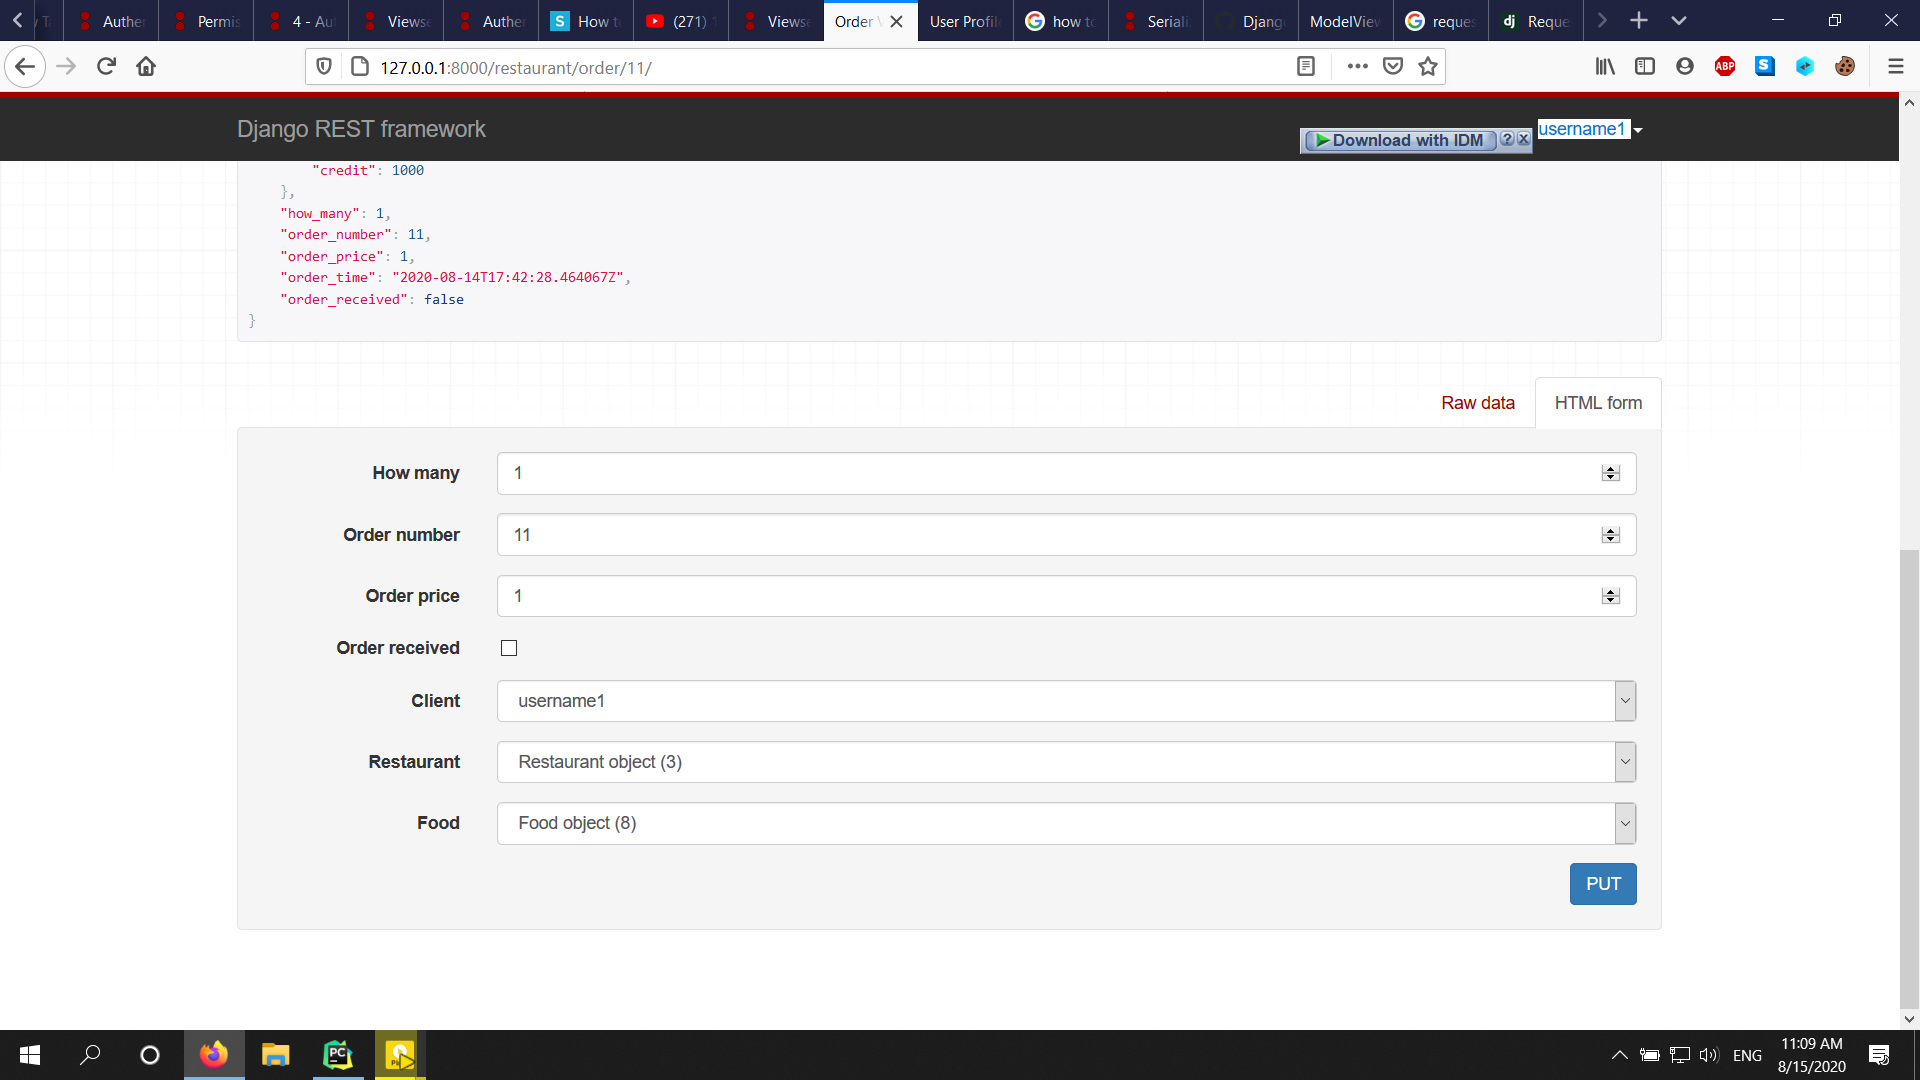 Authe
Permis
4 - Au
Viewse
Authe
How t
(271)
Viewse
Order
User Profil
how to
Seriali
Djang
ModelView
reques
Reque
127.0.0.1:8000/restaurant/order/11/
Django REST framework
Download with IDM
username1
"credit": 1000
},
"how_many": 1,
"order_number": 11,
"order_price": 1,
"order_time": "2020-08-14T17:42:28.464067Z",
"order_received": false
}
Raw data
HTML form
How many
1
Order number
11
Order price
1
Order received
Client
username1
Restaurant
Restaurant object (3)
Food
Food object (8)
PUT
ENG
11:09 AM
8/15/2020